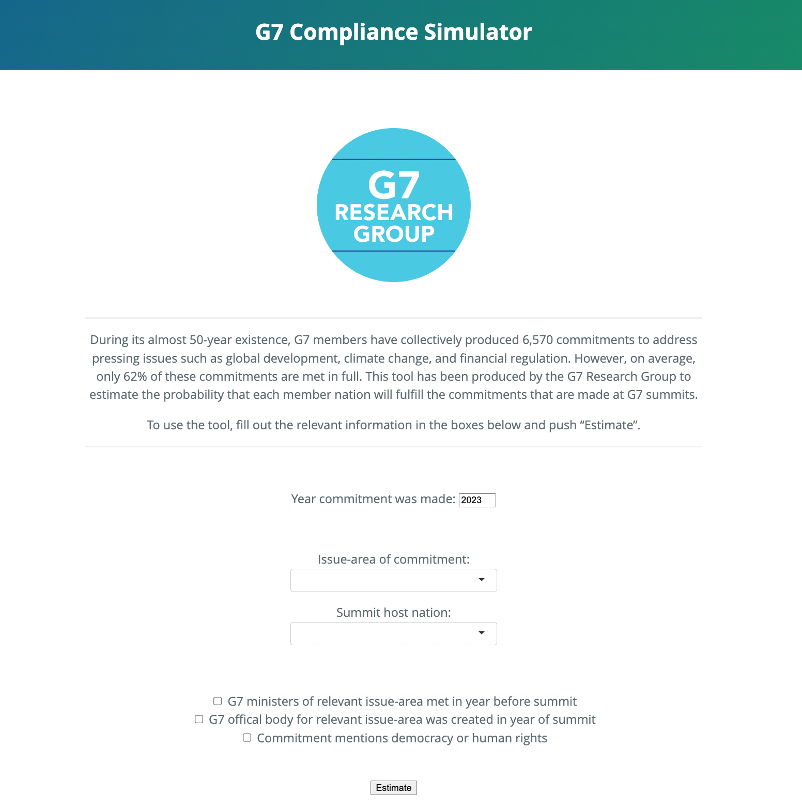 G7 Compliance Simulator
G7
RESEARCH
GROUP
During its almost 50-year existence, G7 members have collectively produced 6,570 commitments to address
pressing issues such as global development, climate change, and financial regulation. However, on average,
only 62% of these commitments are met in full. This tool has been produced by the G7 Research Group to
estimate the probability that each member nation will fulfill the commitments that are made at G7 summits.
To use the tool, fill out the relevant information in the boxes below and push “Estimate”.
Year commitment was made: 2023
Issue-area of commitment:
Summit host nation:
G7 ministers of relevant issue-area met in year before summit
G7 offical body for relevant issue-area was created in year of summit
Commitment mentions democracy or human rights
Estimate